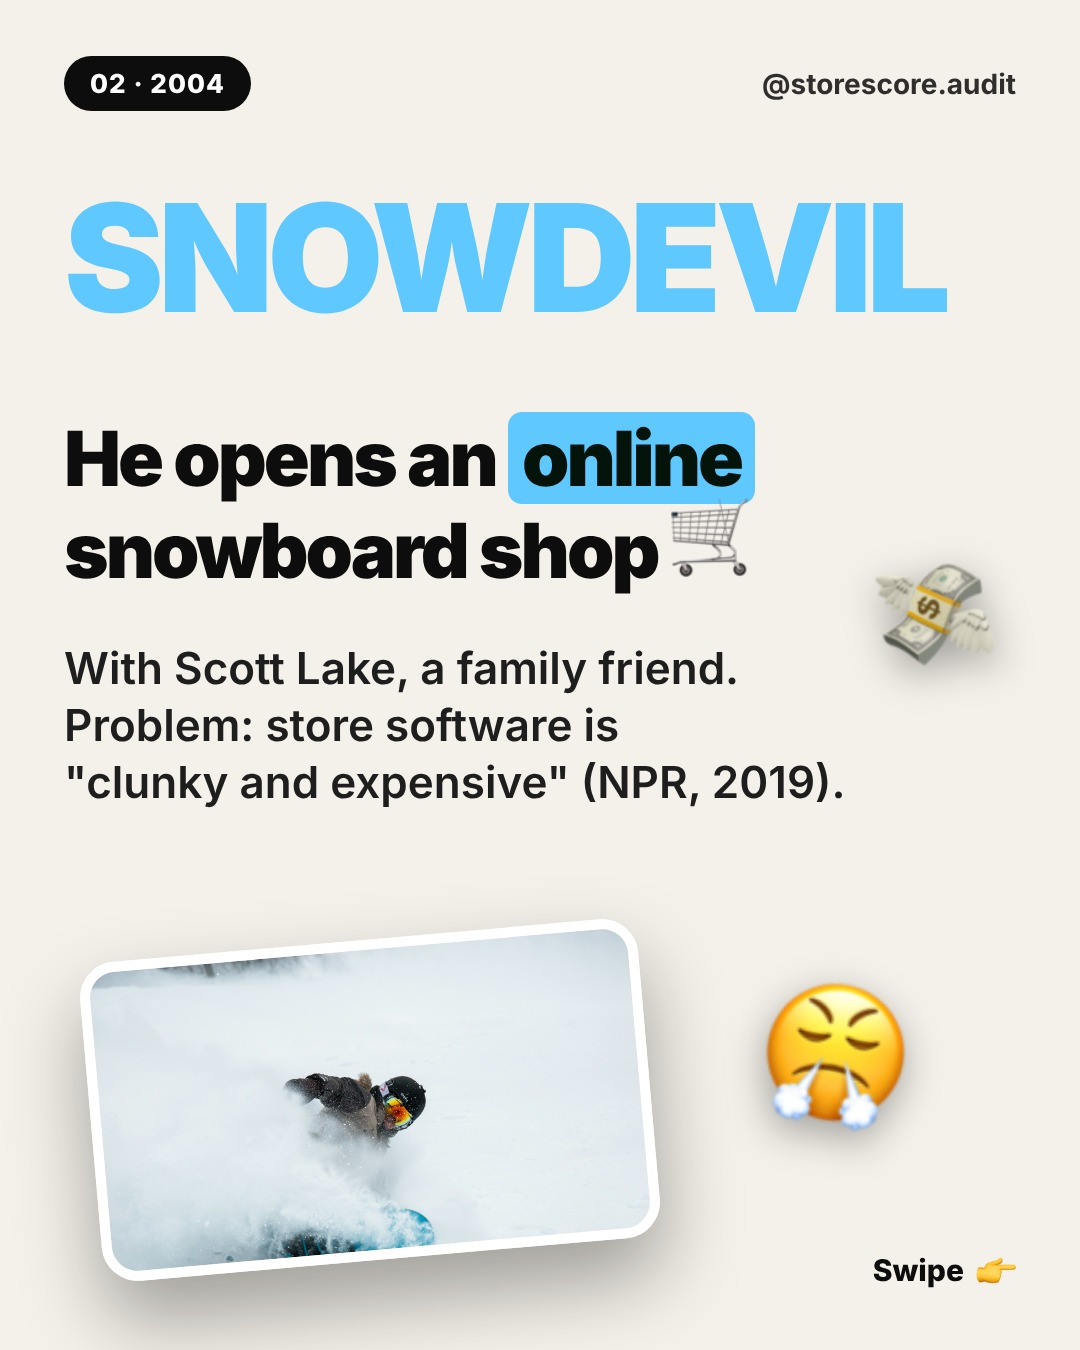 02 · 2004
@storescore.audit
SNOWDEVIL
He opens an online
snowboard shop
With Scott Lake, a family friend.
Problem: store software is
"clunky and expensive" (NPR, 2019).
Swipe